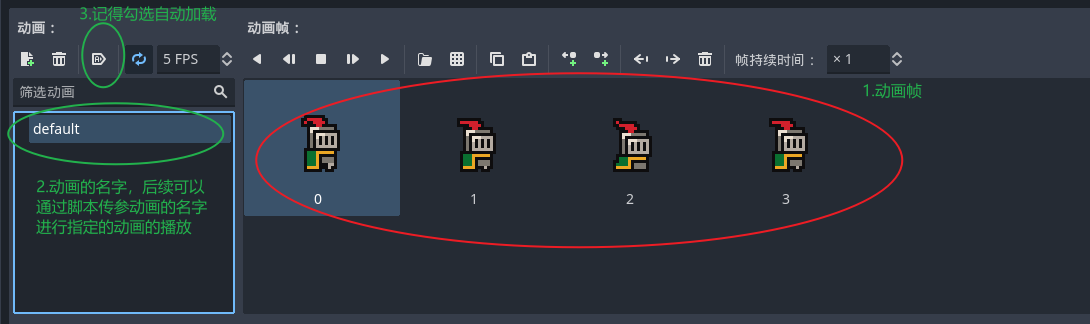 3.记得勾选自动加载
动画：
动画帧：
5 FPS
帧持续时间：
× 1
筛选动画
1.动画帧
default
2.动画的名字，后续可以
通过脚本传参动画的名字
进行指定的动画的播放
0
1
2
3